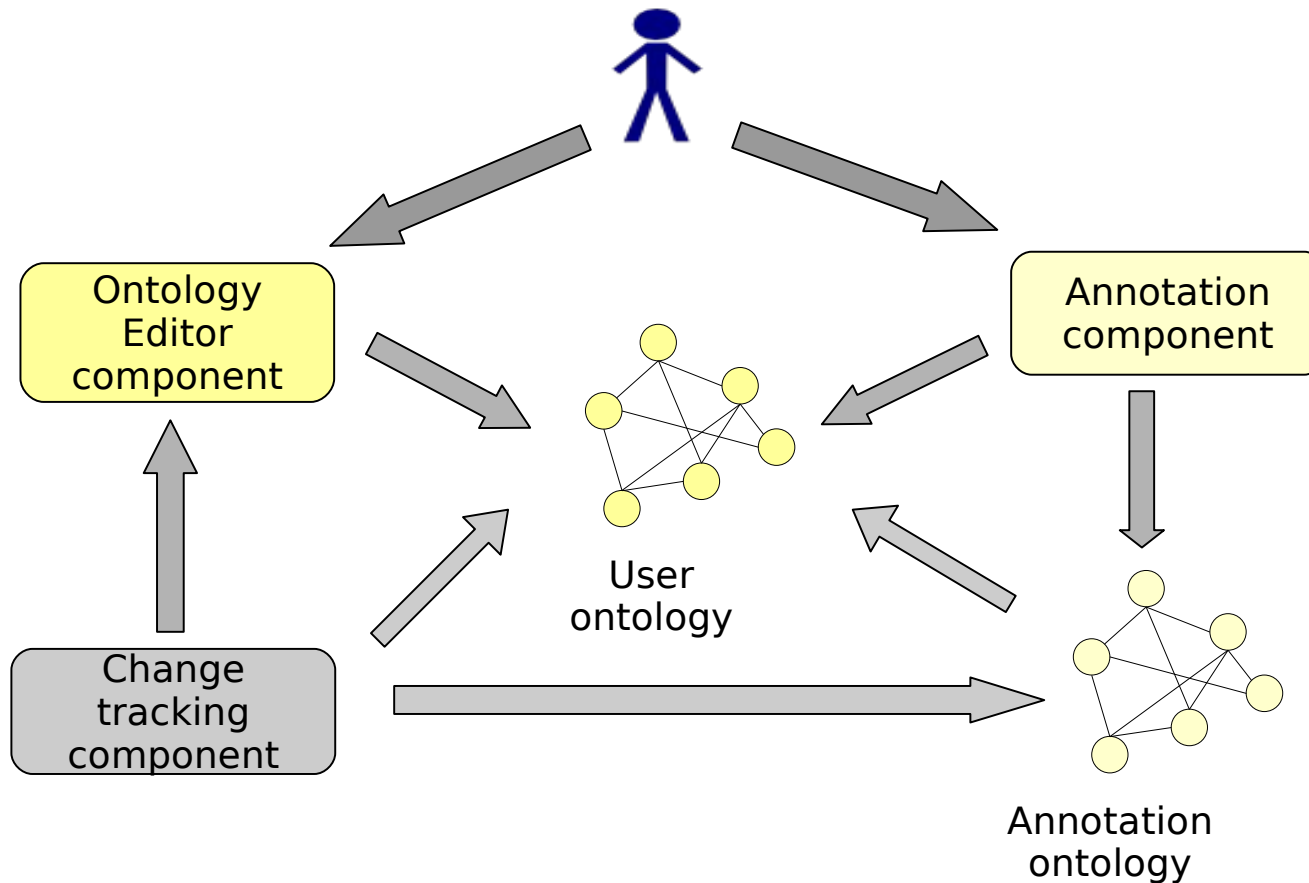 Ontology
Editor
component
Annotation
component
User
ontology
Change
tracking
component
Annotation
ontology